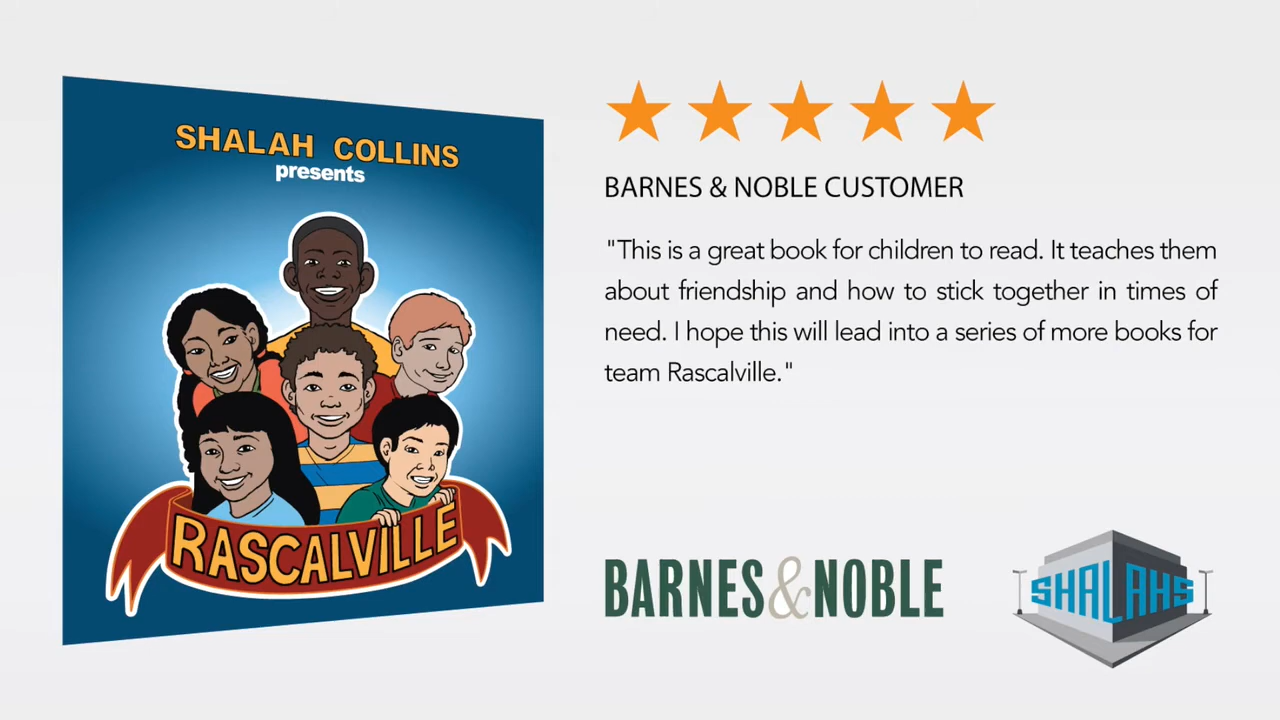 SHALAH COLLINS
presents
RASCALVILLE
BARNES & NOBLE CUSTOMER
"This is a great book for children to read. It teaches them
about friendship and how to stick together in times of
need. I hope this will lead into a series of more books for
team Rascalville."
BARNES&NOBLE
SHALAHS